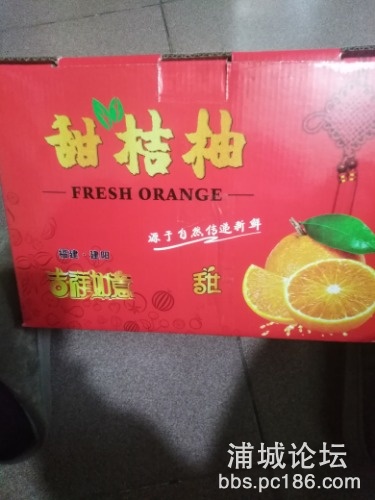 甜桔柚
FRESH ORANGE
源于自然传递新鲜
福建·建阳
吉祥如意
甜
浦城论坛
bbs.pc186.com